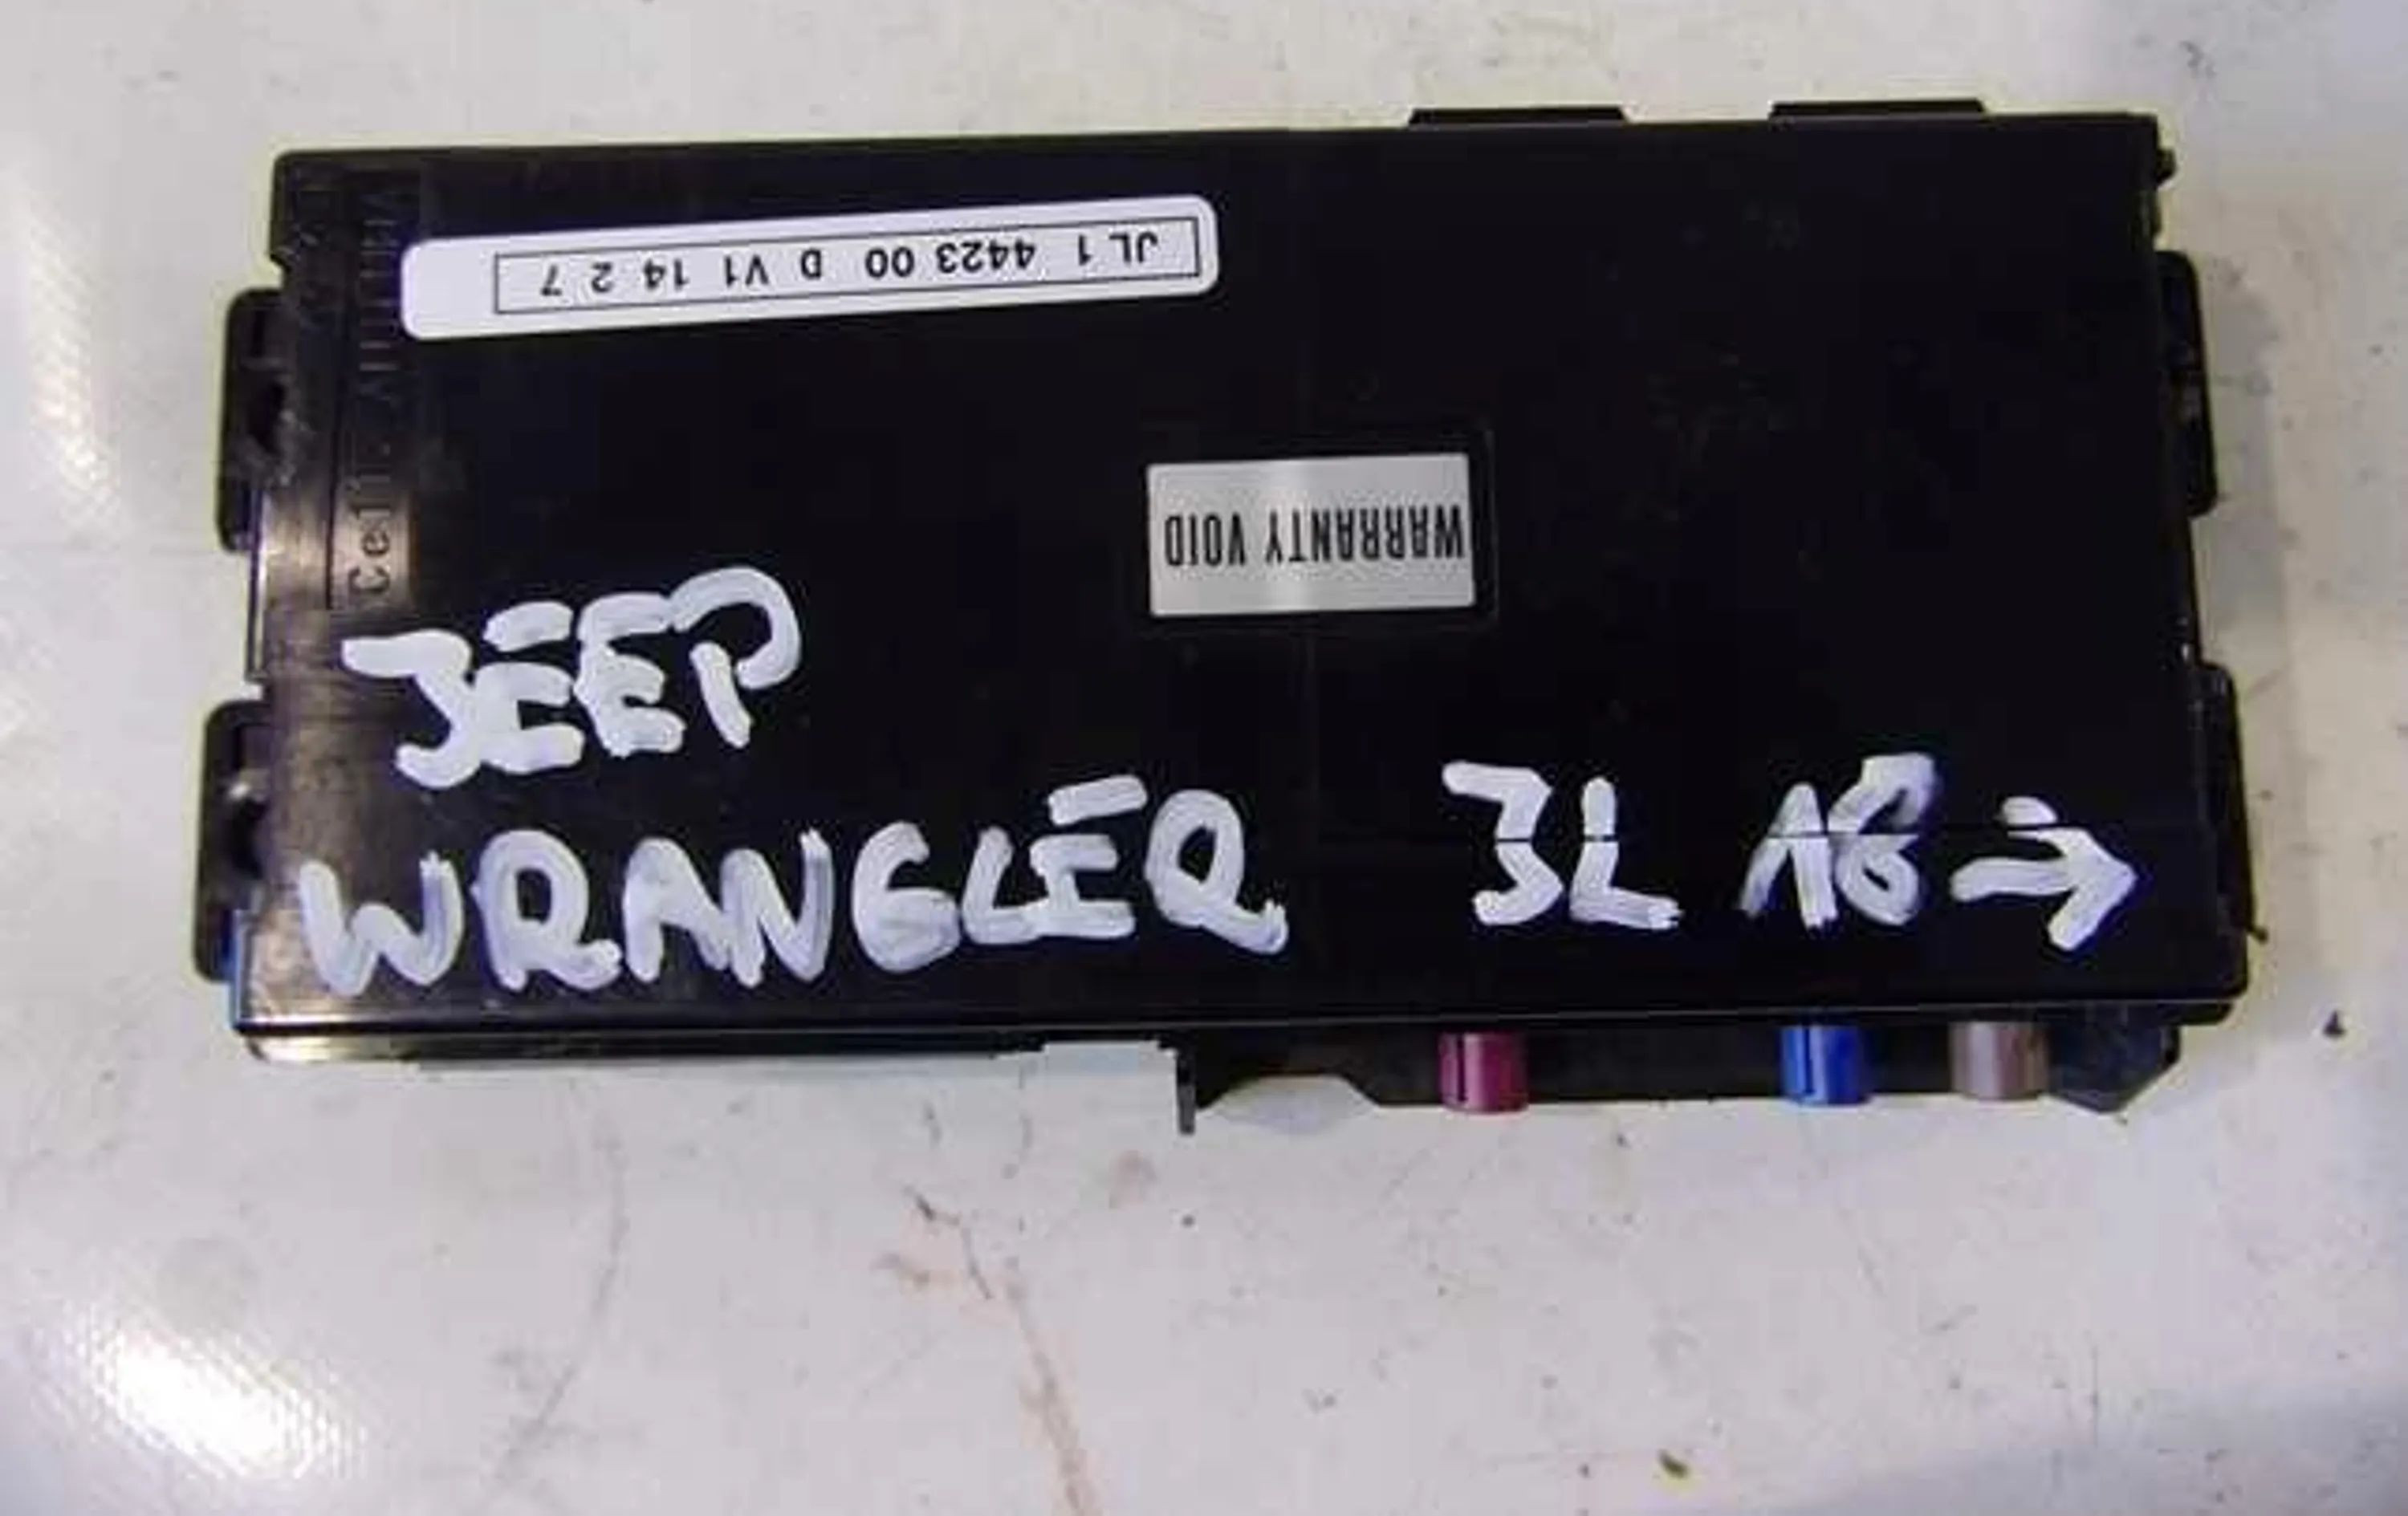 JL 1 4423 00 D V1 14 2 7
WARRANTY VOID
JEEP
WRANGLER JL 18→